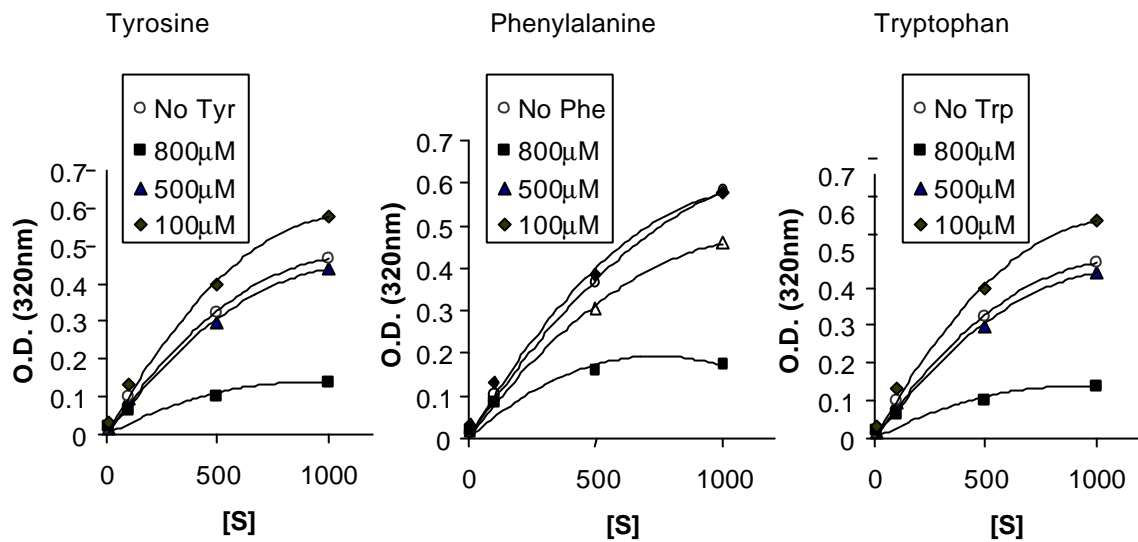 Tyrosine
No Tyr
800μM
500μM
100μM
0.7
0.6
0.5
0.4
0.3
0.2
0.1
0
O.D. (320nm)
0 500 1000
[S]
Phenylalanine
No Phe
800μM
500μM
100μM
0.7
0.6
0.5
0.4
0.3
0.2
0.1
0
O.D. (320nm)
0 500 1000
[S]
Tryptophan
No Trp
800μM
500μM
100μM
0.7
0.6
0.5
0.4
0.3
0.2
0.1
0
O.D. (320nm)
0 500 1000
[S]